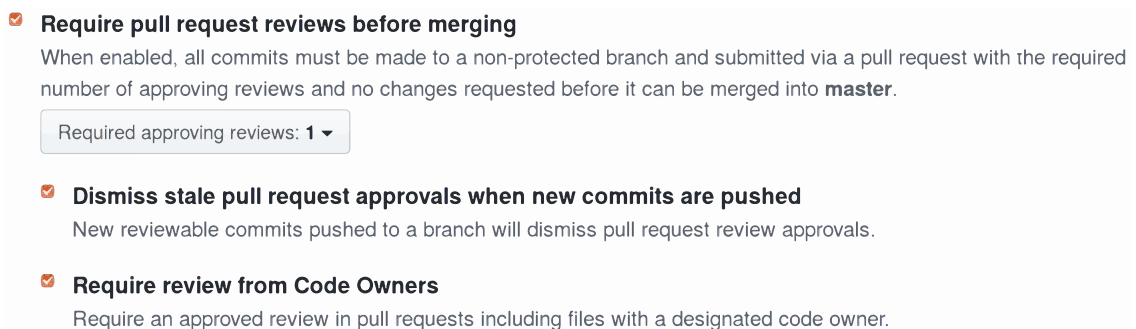 Require pull request reviews before merging
When enabled, all commits must be made to a non-protected branch and submitted via a pull request with the required
number of approving reviews and no changes requested before it can be merged into master.
Required approving reviews: 1
Dismiss stale pull request approvals when new commits are pushed
New reviewable commits pushed to a branch will dismiss pull request review approvals.
Require review from Code Owners
Require an approved review in pull requests including files with a designated code owner.